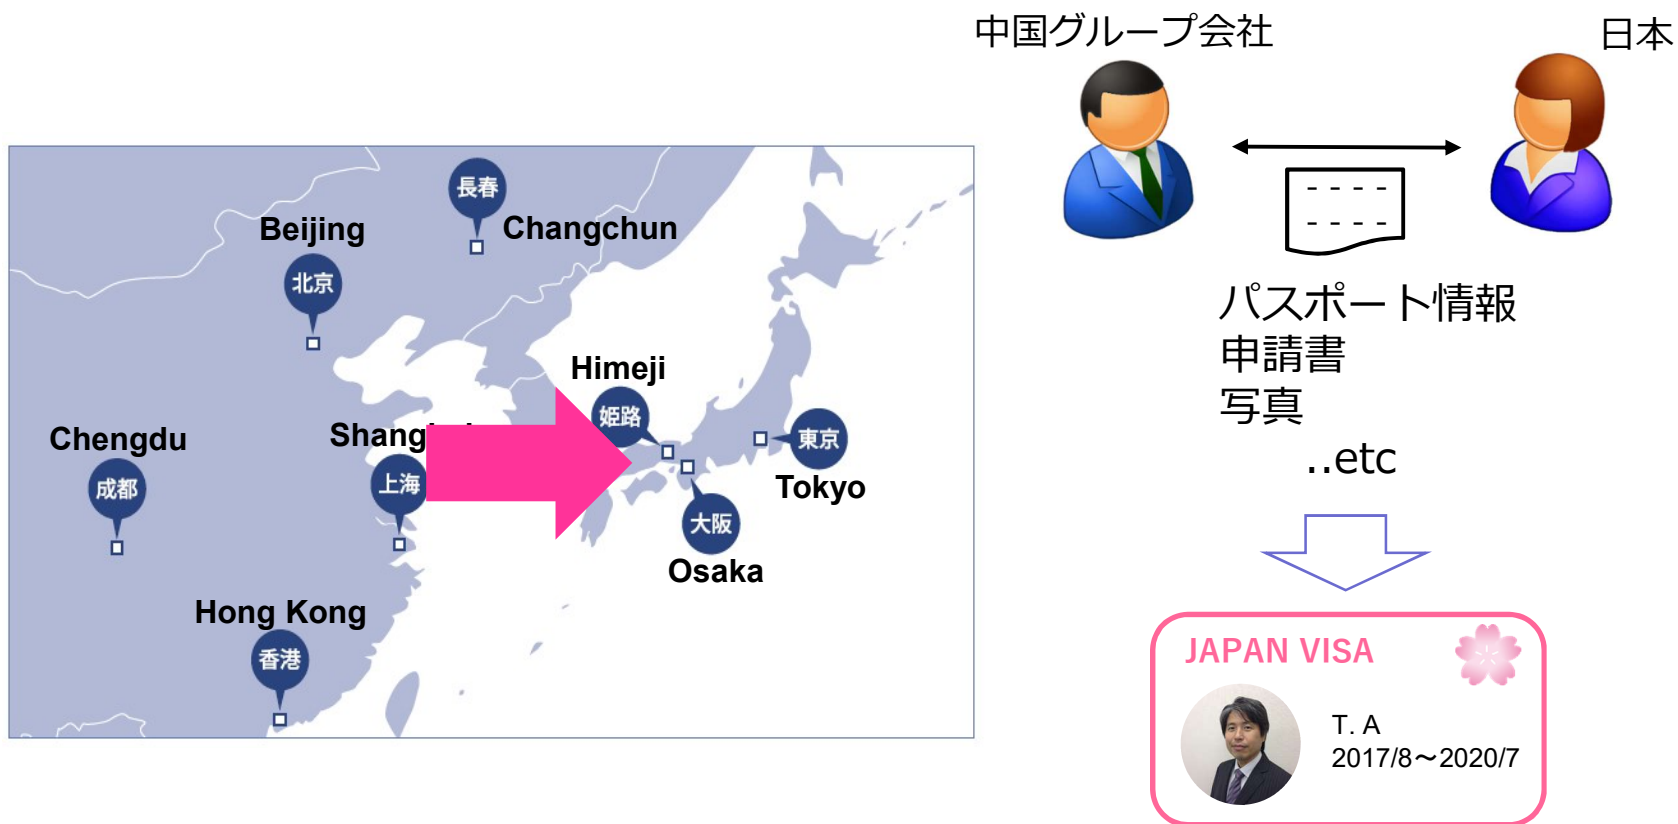 中国グループ会社
日本
長春
Changchun
Beijing
北京
Himeji
姫路
Chengdu
成都
上海
東京
Tokyo
大阪
Osaka
Hong Kong
香港
- - - -
- - - -
パスポート情報
申請書
写真
..etc
JAPAN VISA
T. A
2017/8～2020/7